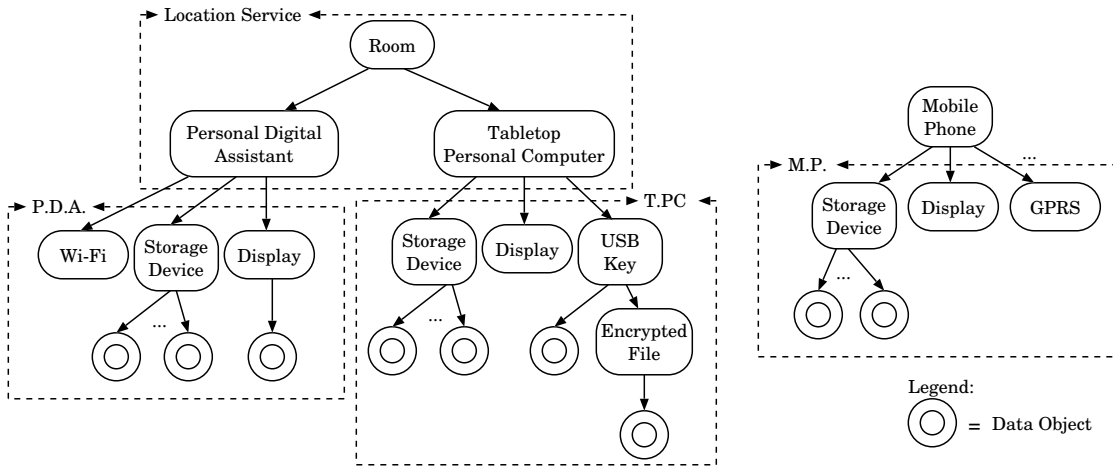 Location Service
Room
Personal Digital
Assistant
Tabletop
Personal Computer
P.D.A.
Wi-Fi
Storage
Device
Display
...
T.PC
Storage
Device
Display
USB
Key
...
Encrypted
File
Mobile
Phone
...
M.P.
Storage
Device
Display
GPRS
...
Legend:
= Data Object